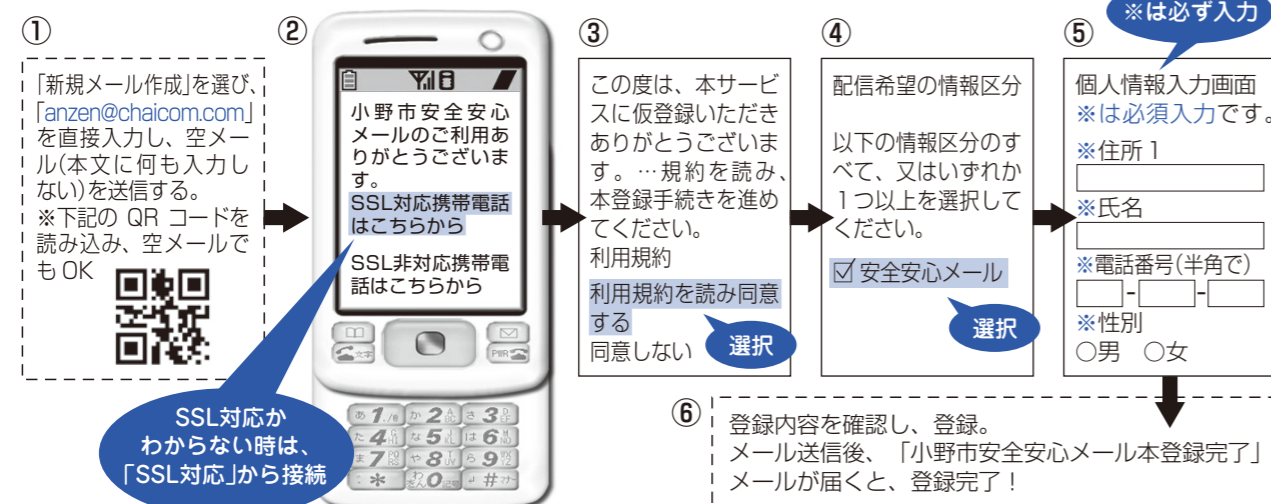 ①
「新規メール作成」を選び、
「anzen@chaicom.com」
を直接入力し、空メー
ル(本文に何も入力し
ない)を送信する。
※下記の QR コードを
読み込み、空メールで
も OK
②
小野市安全安心
メールのご利用あ
りがとうございま
す。
SSL対応携帯電話
はこちらから
SSL非対応携帯電
話はこちらから
SSL対応か
わからない時は、
「SSL対応」から接続
③
この度は、本サービ
スに仮登録いただき
ありがとうございま
す。…規約を読み、
本登録手続きを進め
てください。
利用規約
利用規約を読み同意
する
同意しない
選択
④
配信希望の情報区分
以下の情報区分のす
べて、又はいずれか
1つ以上を選択して
ください。
☑ 安全安心メール
選択
※は必ず入力
⑤
個人情報入力画面
※は必須入力です。
※住所 1
※氏名
※電話番号(半角で)
- -
※性別
○男 ○女
⑥
登録内容を確認し、登録。
メール送信後、「小野市安全安心メール本登録完了」
メールが届くと、登録完了！